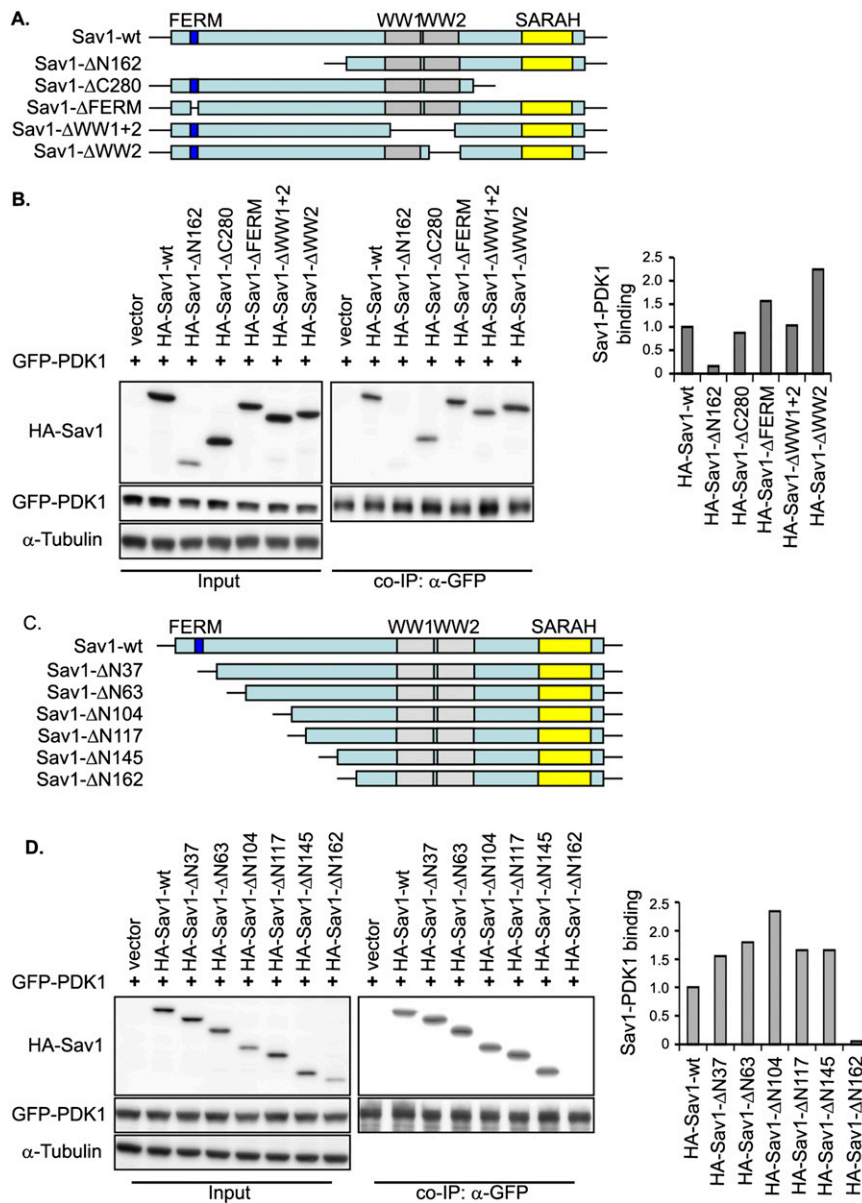 A.
FERM WW1 WW2 SARAH
Sav1-wt
Sav1-ΔN162
Sav1-ΔC280
Sav1-ΔFERM
Sav1-ΔWW1+2
Sav1-ΔWW2
B.
vector
HA-Sav1-wt
HA-Sav1-ΔN162
HA-Sav1-ΔC280
HA-Sav1-ΔFERM
HA-Sav1-ΔWW1+2
HA-Sav1-ΔWW2
vector
HA-Sav1-wt
HA-Sav1-ΔN162
HA-Sav1-ΔC280
HA-Sav1-ΔFERM
HA-Sav1-ΔWW1+2
HA-Sav1-ΔWW2
GFP-PDK1 + + + + + + + + + + + + + +
HA-Sav1
GFP-PDK1
α-Tubulin
Input
co-IP: α-GFP
Sav1-PDK1
binding
2.5
2.0
1.5
1.0
0.5
0
HA-Sav1-wt
HA-Sav1-ΔN162
HA-Sav1-ΔC280
HA-Sav1-ΔFERM
HA-Sav1-ΔWW1+2
HA-Sav1-ΔWW2
C.
FERM WW1 WW2 SARAH
Sav1-wt
Sav1-ΔN37
Sav1-ΔN63
Sav1-ΔN104
Sav1-ΔN117
Sav1-ΔN145
Sav1-ΔN162
D.
vector
HA-Sav1-wt
HA-Sav1-ΔN37
HA-Sav1-ΔN63
HA-Sav1-ΔN104
HA-Sav1-ΔN117
HA-Sav1-ΔN145
HA-Sav1-ΔN162
vector
HA-Sav1-wt
HA-Sav1-ΔN37
HA-Sav1-ΔN63
HA-Sav1-ΔN104
HA-Sav1-ΔN117
HA-Sav1-ΔN145
HA-Sav1-ΔN162
GFP-PDK1 + + + + + + + + + + + + + + + +
HA-Sav1
GFP-PDK1
α-Tubulin
Input
co-IP: α-GFP
Sav1-PDK1 binding
2.5
2.0
1.5
1.0
0.5
0
HA-Sav1-wt
HA-Sav1-ΔN37
HA-Sav1-ΔN63
HA-Sav1-ΔN104
HA-Sav1-ΔN117
HA-Sav1-ΔN145
HA-Sav1-ΔN162